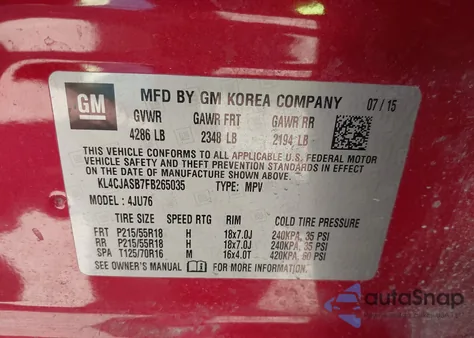 GM
MFD BY GM KOREA COMPANY 07 / 15
GVWR GAWR FRT GAWR RR
4286 LB 2348 LB 2194 LB
THIS VEHICLE CONFORMS TO ALL APPLICABLE U.S. FEDERAL MOTOR
VEHICLE SAFETY AND THEFT PREVENTION STANDARDS IN EFFECT ON
THE DATE OF MANUFACTURE SHOWN ABOVE.
KL4CJASB7FB265035 TYPE: MPV
MODEL : 4JU76
TIRE SIZE SPEED RTG RIM COLD TIRE PRESSURE
FRT P215/55R18 H 18x7.0J 240KPA, 35 PSI
RR P215/55R18 H 18x7.0J 240KPA, 35 PSI
SPA T125/70R16 M 16x4.0T 420KPA, 60 PSI
SEE OWNER'S MANUAL FOR MORE INFORMATION
autoSnap